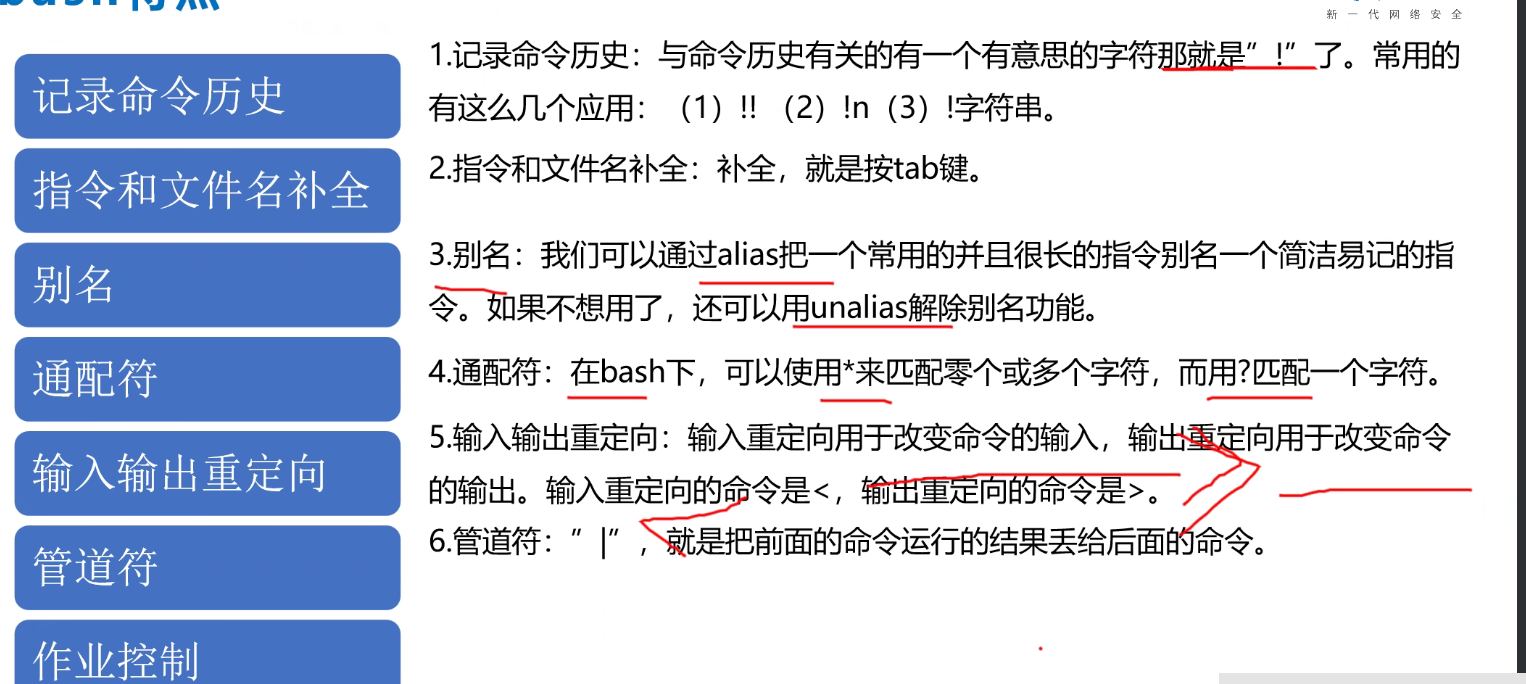 bash特点
新一代网络安全
记录命令历史
指令和文件名补全
别名
通配符
输入输出重定向
管道符
作业控制
1.记录命令历史：与命令历史有关的有一个有意思的字符那就是”!”了。常用的
有这么几个应用：（1）!! （2）!n（3）!字符串。
2.指令和文件名补全：补全，就是按tab键。
3.别名：我们可以通过alias把一个常用的并且很长的指令别名一个简洁易记的指
令。如果不想用了，还可以用unalias解除别名功能。
4.通配符：在bash下，可以使用*来匹配零个或多个字符，而用?匹配一个字符。
5.输入输出重定向：输入重定向用于改变命令的输入，输出重定向用于改变命令
的输出。输入重定向的命令是<，输出重定向的命令是>。
6.管道符：”|”，就是把前面的命令运行的结果丢给后面的命令。